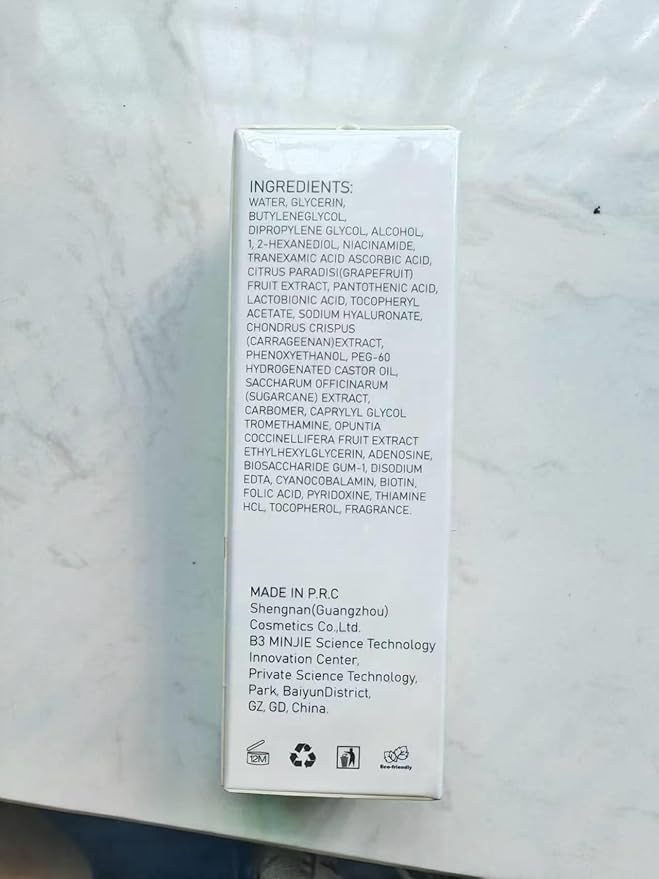 INGREDIENTS:
WATER, GLYCERIN,
BUTYLENEGLYCOL,
DIPROPYLENE GLYCOL, ALCOHOL,
1, 2-HEXANEDIOL, NIACINAMIDE,
TRANEXAMIC ACID ASCORBIC ACID,
CITRUS PARADISI(GRAPEFRUIT)
FRUIT EXTRACT, PANTOTHENIC ACID,
LACTOBIONIC ACID, TOCOPHERYL
ACETATE, SODIUM HYALURONATE,
CHONDRUS CRISPUS
(CARRAGEENAN)EXTRACT,
PHENOXYETHANOL, PEG-60
HYDROGENATED CASTOR OIL,
SACCHARUM OFFICINARUM
(SUGARCANE) EXTRACT,
CARBOMER, CAPRYLYL GLYCOL
TROMETHAMINE, OPUNTIA
COCCINELLIFERA FRUIT EXTRACT
ETHYLHEXYLGLYCERIN, ADENOSINE,
BIOSACCHARIDE GUM-1, DISODIUM
EDTA, CYANOCOBALAMIN, BIOTIN,
FOLIC ACID, PYRIDOXINE, THIAMINE
HCL, TOCOPHEROL, FRAGRANCE.
MADE IN P.R.C
Shengnan(Guangzhou)
Cosmetics Co.,Ltd.
B3 MINJIE Science Technology
Innovation Center,
Private Science Technology,
Park, BaiyunDistrict,
GZ, GD, China.
12M
Eco-friendly